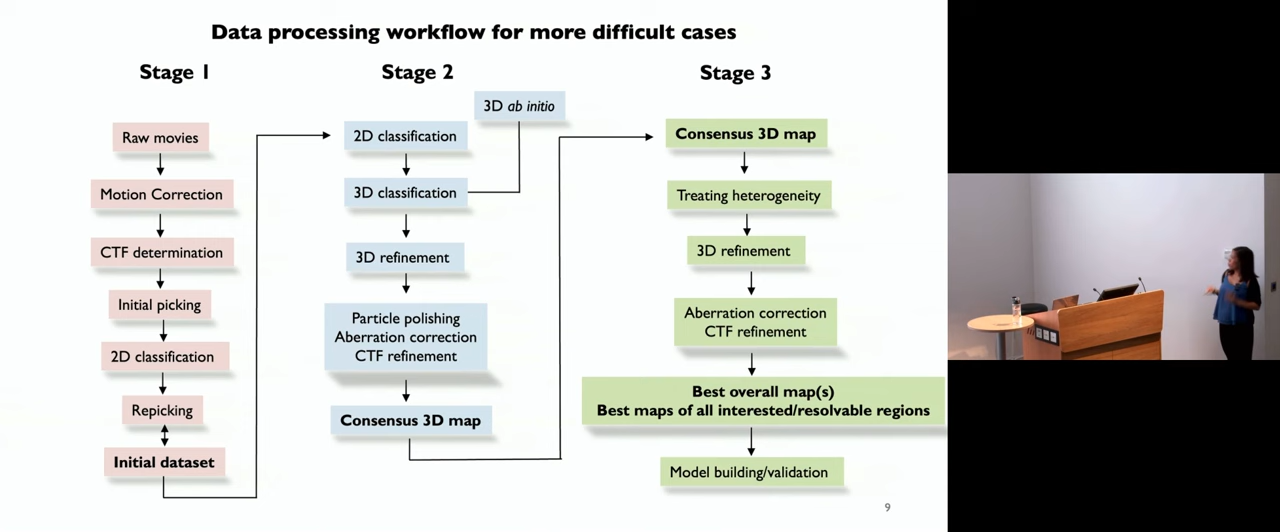 Data processing workflow for more difficult cases
Stage 1
Raw movies
Motion Correction
CTF determination
Initial picking
2D classification
Repicking
Initial dataset
Stage 2
3D ab initio
2D classification
3D classification
3D refinement
Particle polishing
Aberration correction
CTF refinement
Consensus 3D map
Stage 3
Consensus 3D map
Treating heterogeneity
3D refinement
Aberration correction
CTF refinement
Best overall map(s)
Best maps of all interested/resolvable regions
Model building/validation
9